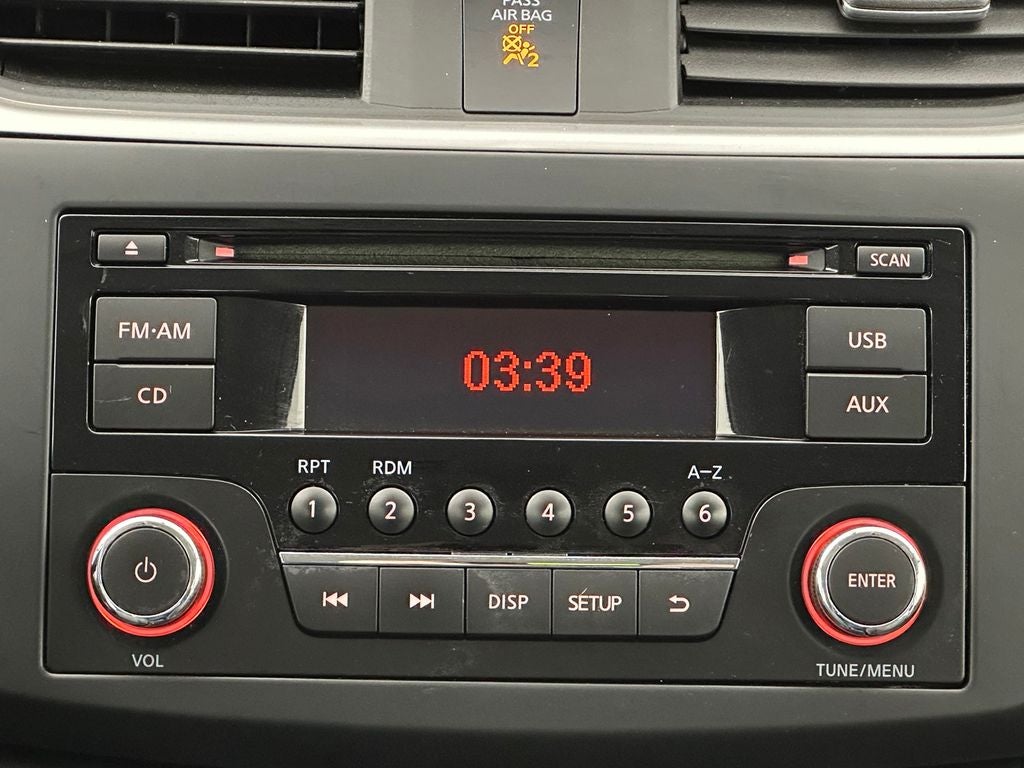 PASS
AIR BAG
OFF
2
SCAN
FM·AM
USB
03:39
CD
AUX
RPT
RDM
A–Z
1
2
3
4
5
6
DISP
SETUP
ENTER
VOL
TUNE/MENU